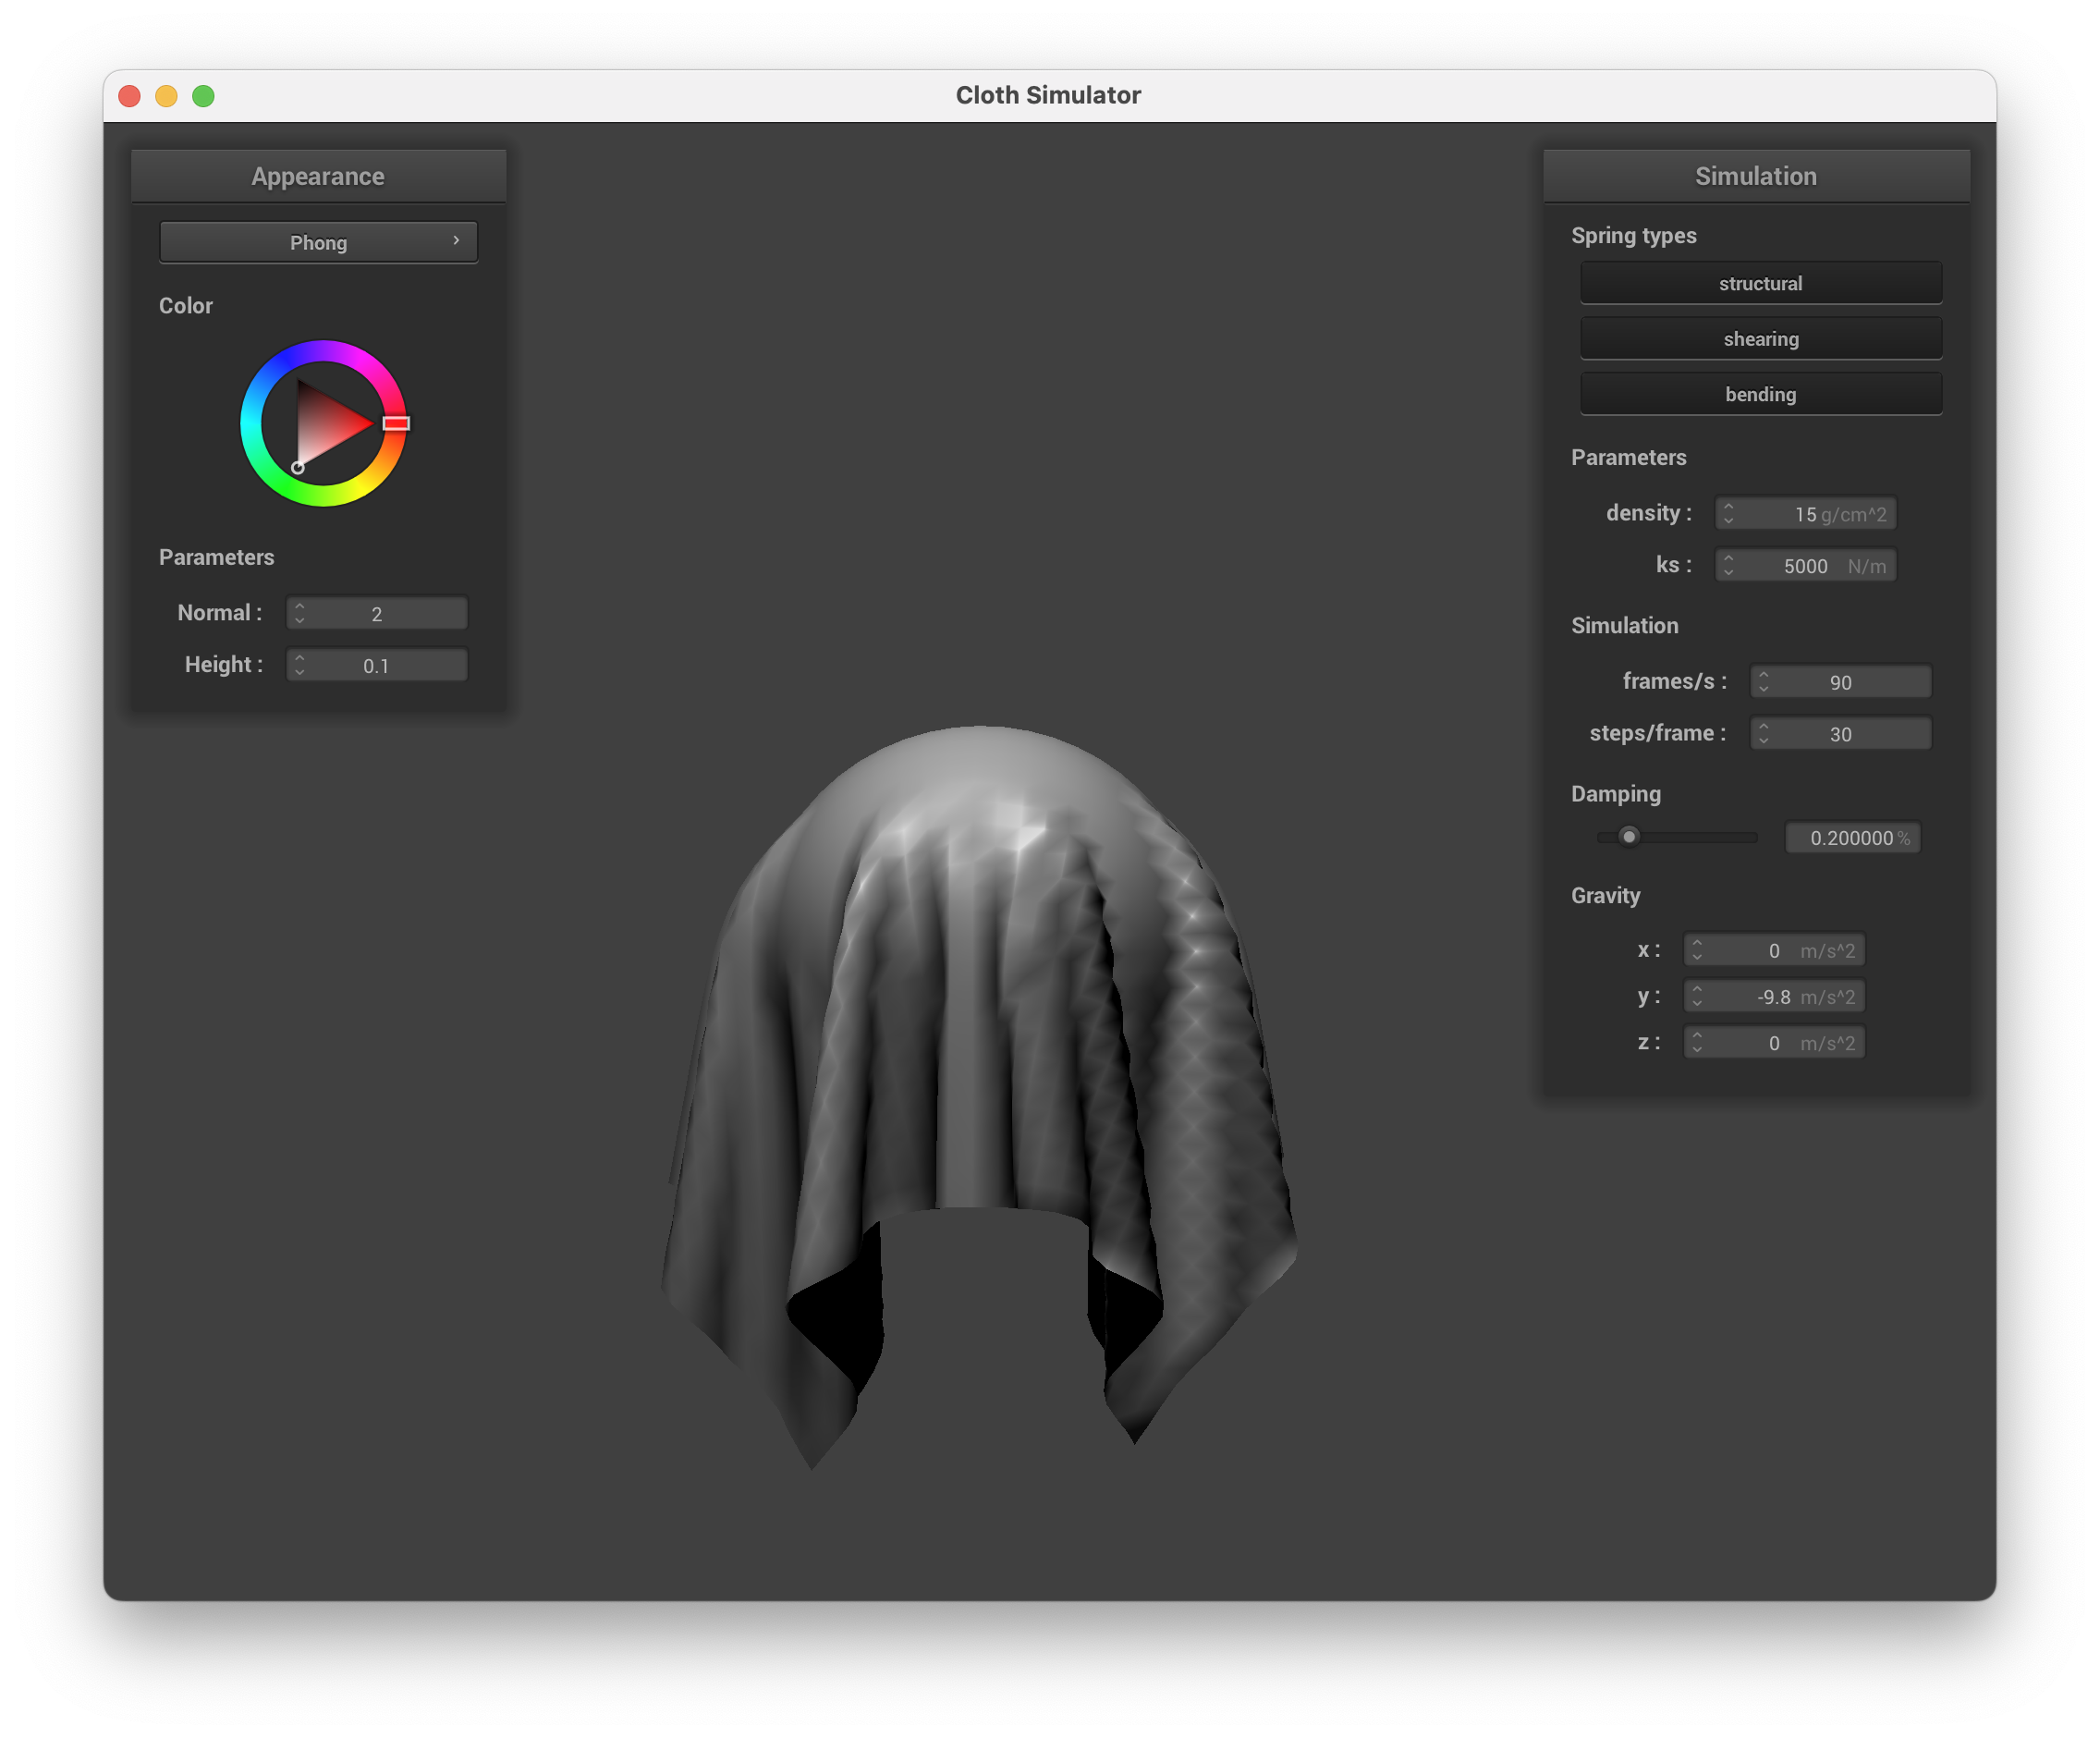 Cloth Simulator
Appearance
Phong
Color
Parameters
Normal : 2
Height : 0.1
Simulation
Spring types
structural
shearing
bending
Parameters
density : 15 g/cm^2
ks : 5000 N/m
Simulation
frames/s : 90
steps/frame : 30
Damping
0.200000 %
Gravity
x : 0 m/s^2
y : -9.8 m/s^2
z : 0 m/s^2